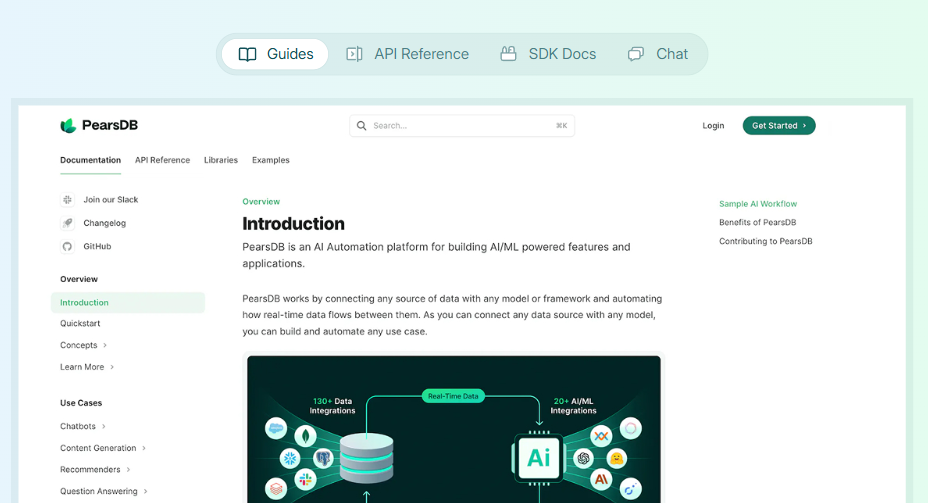 Guides
API Reference
SDK Docs
Chat
PearsDB
Search...
⌘K
Login
Get Started
Documentation
API Reference
Libraries
Examples
Join our Slack
Changelog
GitHub
Overview
Introduction
Quickstart
Concepts
Learn More
Use Cases
Chatbots
Content Generation
Recommenders
Question Answering
Overview
Introduction
PearsDB is an AI Automation platform for building AI/ML powered features and
applications.
PearsDB works by connecting any source of data with any model or framework and automating
how real-time data flows between them. As you can connect any data source with any model,
you can build and automate any use case.
130+ Data
Integrations
Real-Time Data
20+ AI/ML
Integrations
Ai
Sample AI Workflow
Benefits of PearsDB
Contributing to PearsDB